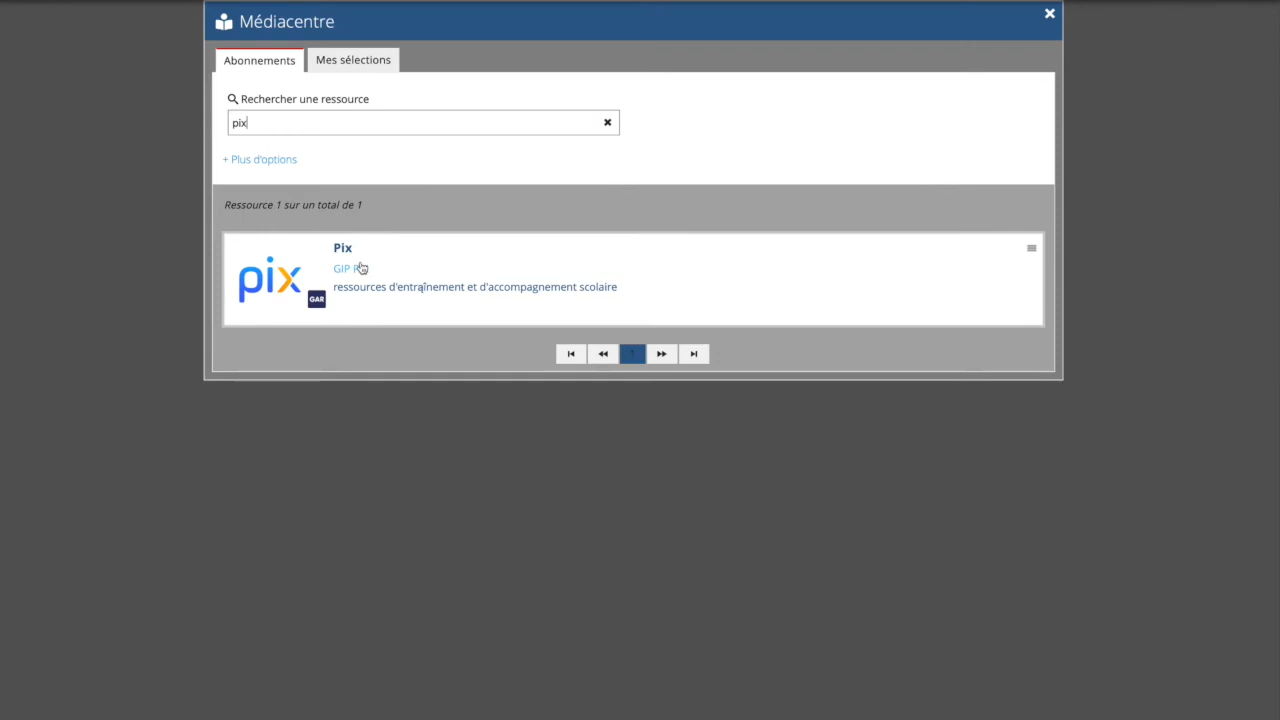 Médiacentre
Abonnements
Mes sélections
Rechercher une ressource
pix
+ Plus d'options
Ressource 1 sur un total de 1
Pix
GIP
pix
GAR
ressources d'entraînement et d'accompagnement scolaire
1